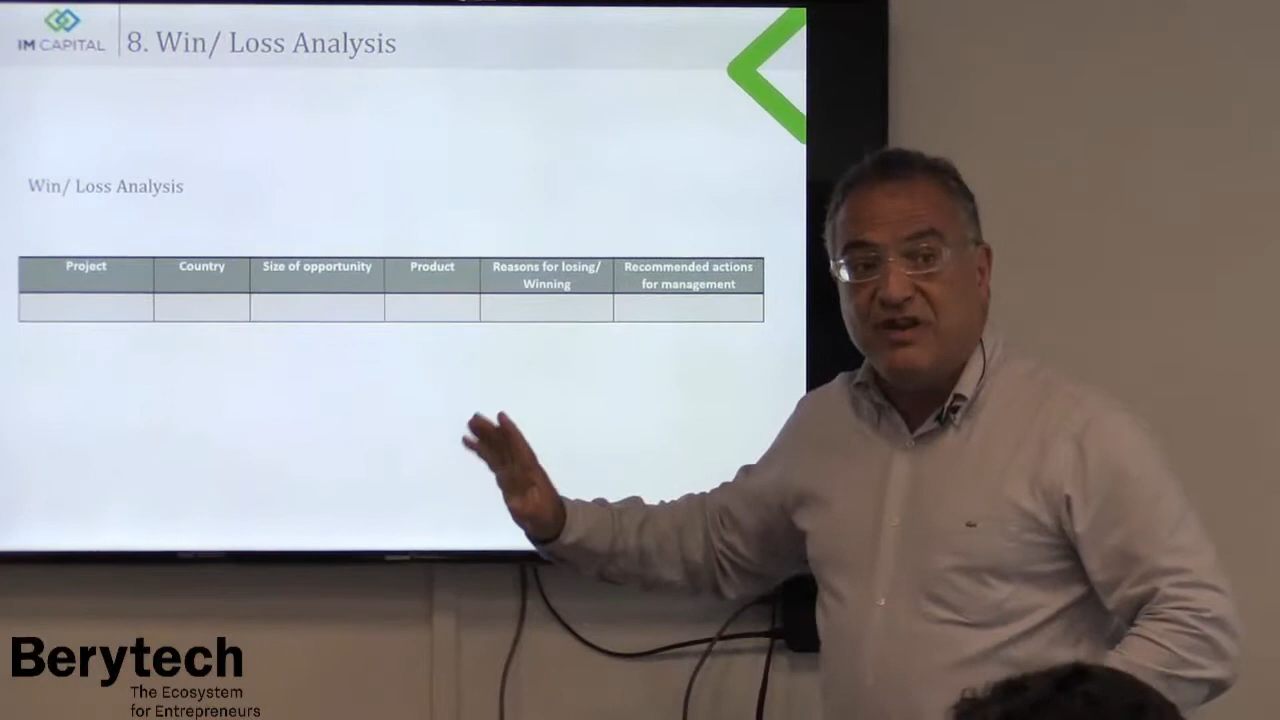 IM CAPITAL
8. Win/ Loss Analysis
Win/ Loss Analysis
Project
Country
Size of opportunity
Product
Reasons for losing/
Winning
Recommended actions
for management
Berytech
The Ecosystem
for Entrepreneurs